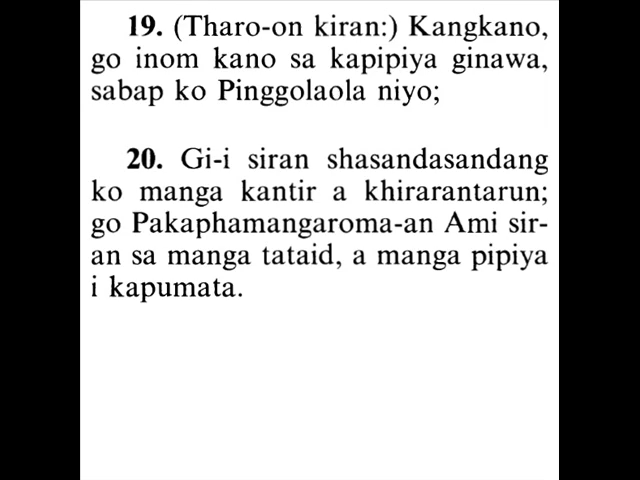 19. (Tharo-on kiran:) Kangkano,
go inom kano sa kapipiya ginawa,
sabap ko Pinggolaola niyo;
20. Gi-i siran shasandasandang
ko manga kantir a khirarantarun;
go Pakaphamangaroma-an Ami sir-
an sa manga tataid, a manga pipiya
i kapumata.